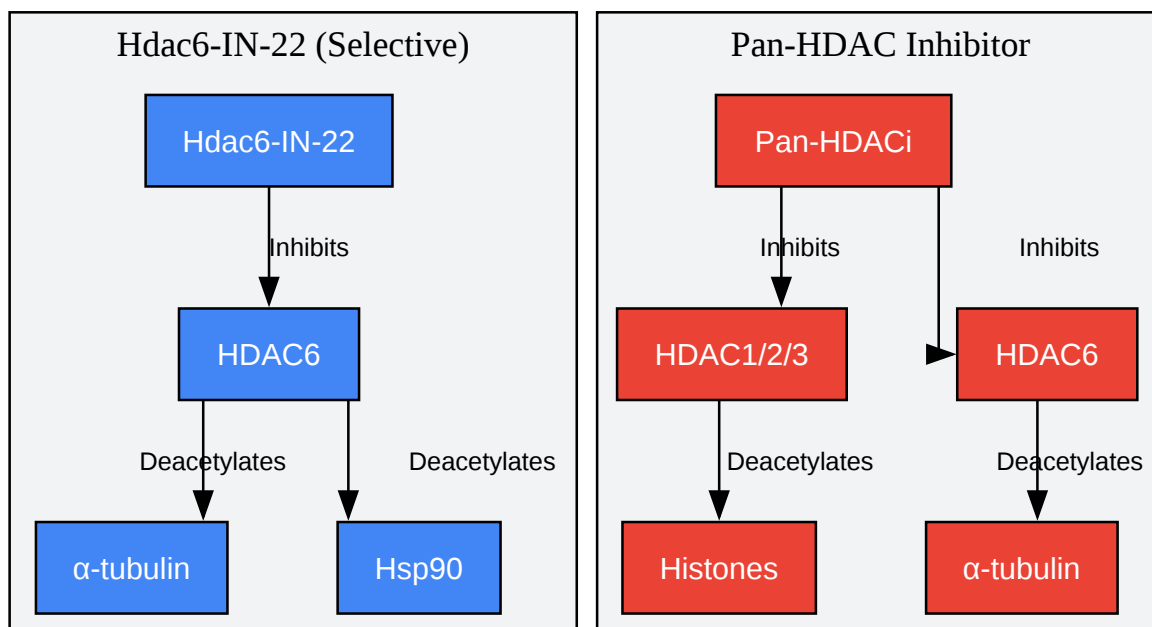 Hdac6-IN-22 (Selective)
Hdac6-IN-22
Inhibits
HDAC6
Deacetylates
Deacetylates
α-tubulin
Hsp90
Pan-HDAC Inhibitor
Pan-HDACi
Inhibits
Inhibits
HDAC1/2/3
HDAC6
Deacetylates
Deacetylates
Histones
α-tubulin